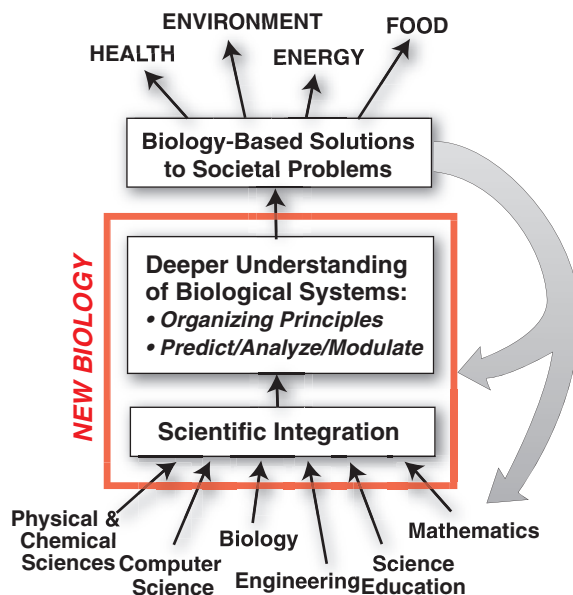 ENVIRONMENT
FOOD
HEALTH
ENERGY
Biology-Based Solutions
to Societal Problems
NEW BIOLOGY
Deeper Understanding
of Biological Systems:
• Organizing Principles
• Predict/Analyze/Modulate
Scientific Integration
Physical &
Chemical
Sciences
Computer
Science
Biology
Engineering
Science
Education
Mathematics